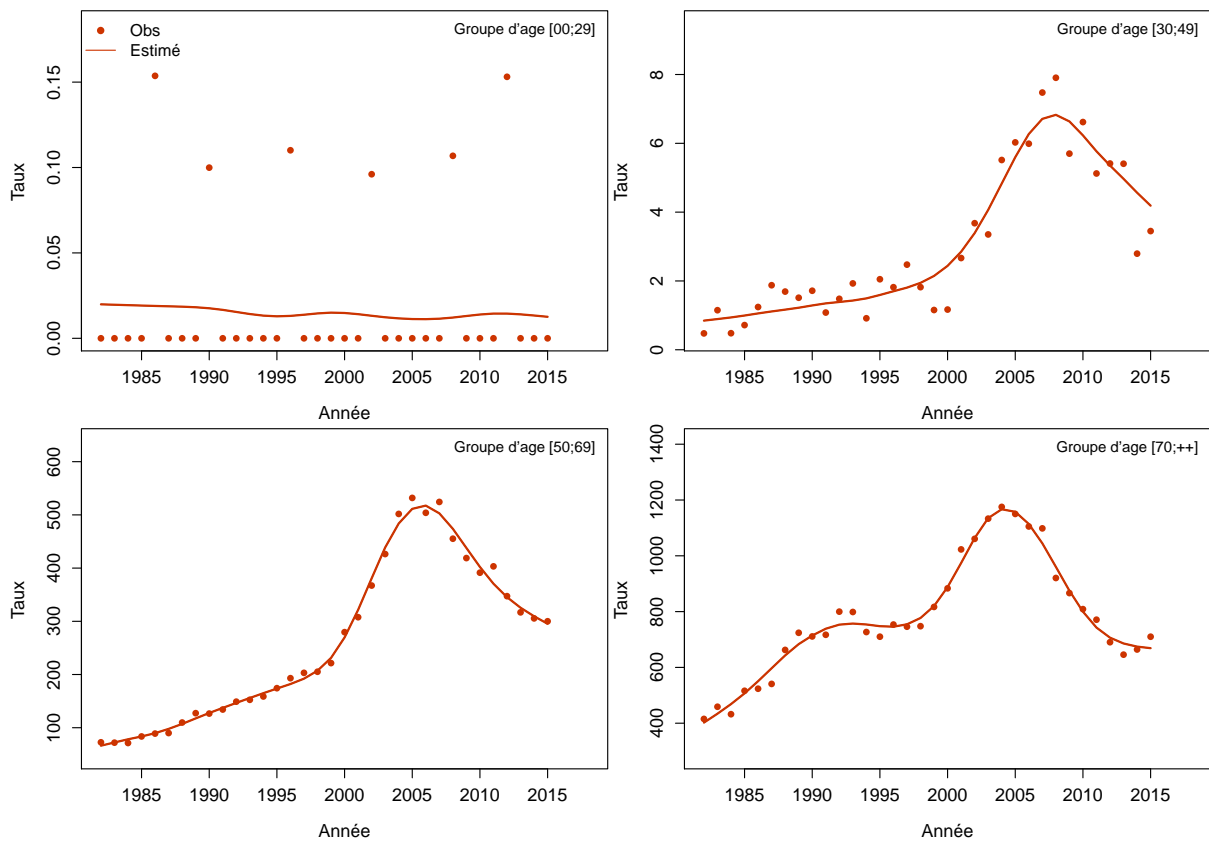 Obs
Estimé
Groupe d'age [00;29]
Taux
0.00 0.05 0.10 0.15
1985 1990 1995 2000 2005 2010 2015
Année
Groupe d'age [30;49]
Taux
0 2 4 6 8
1985 1990 1995 2000 2005 2010 2015
Année
Groupe d'age [50;69]
Taux
100 200 300 400 500 600
1985 1990 1995 2000 2005 2010 2015
Année
Groupe d'age [70;++]
Taux
400 600 800 1000 1200 1400
1985 1990 1995 2000 2005 2010 2015
Année